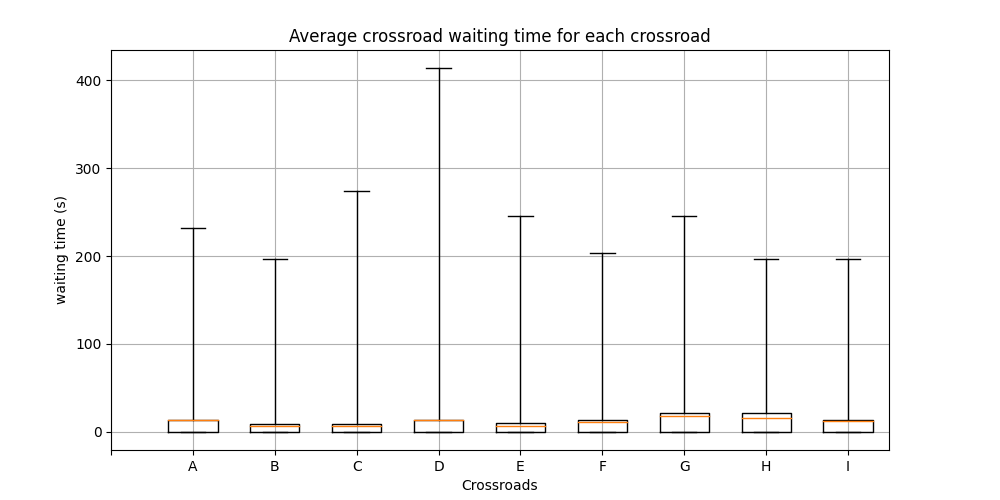 Average crossroad waiting time for each crossroad
400
300
200
100
0
waiting time (s)
A B C D E F G H I
Crossroads